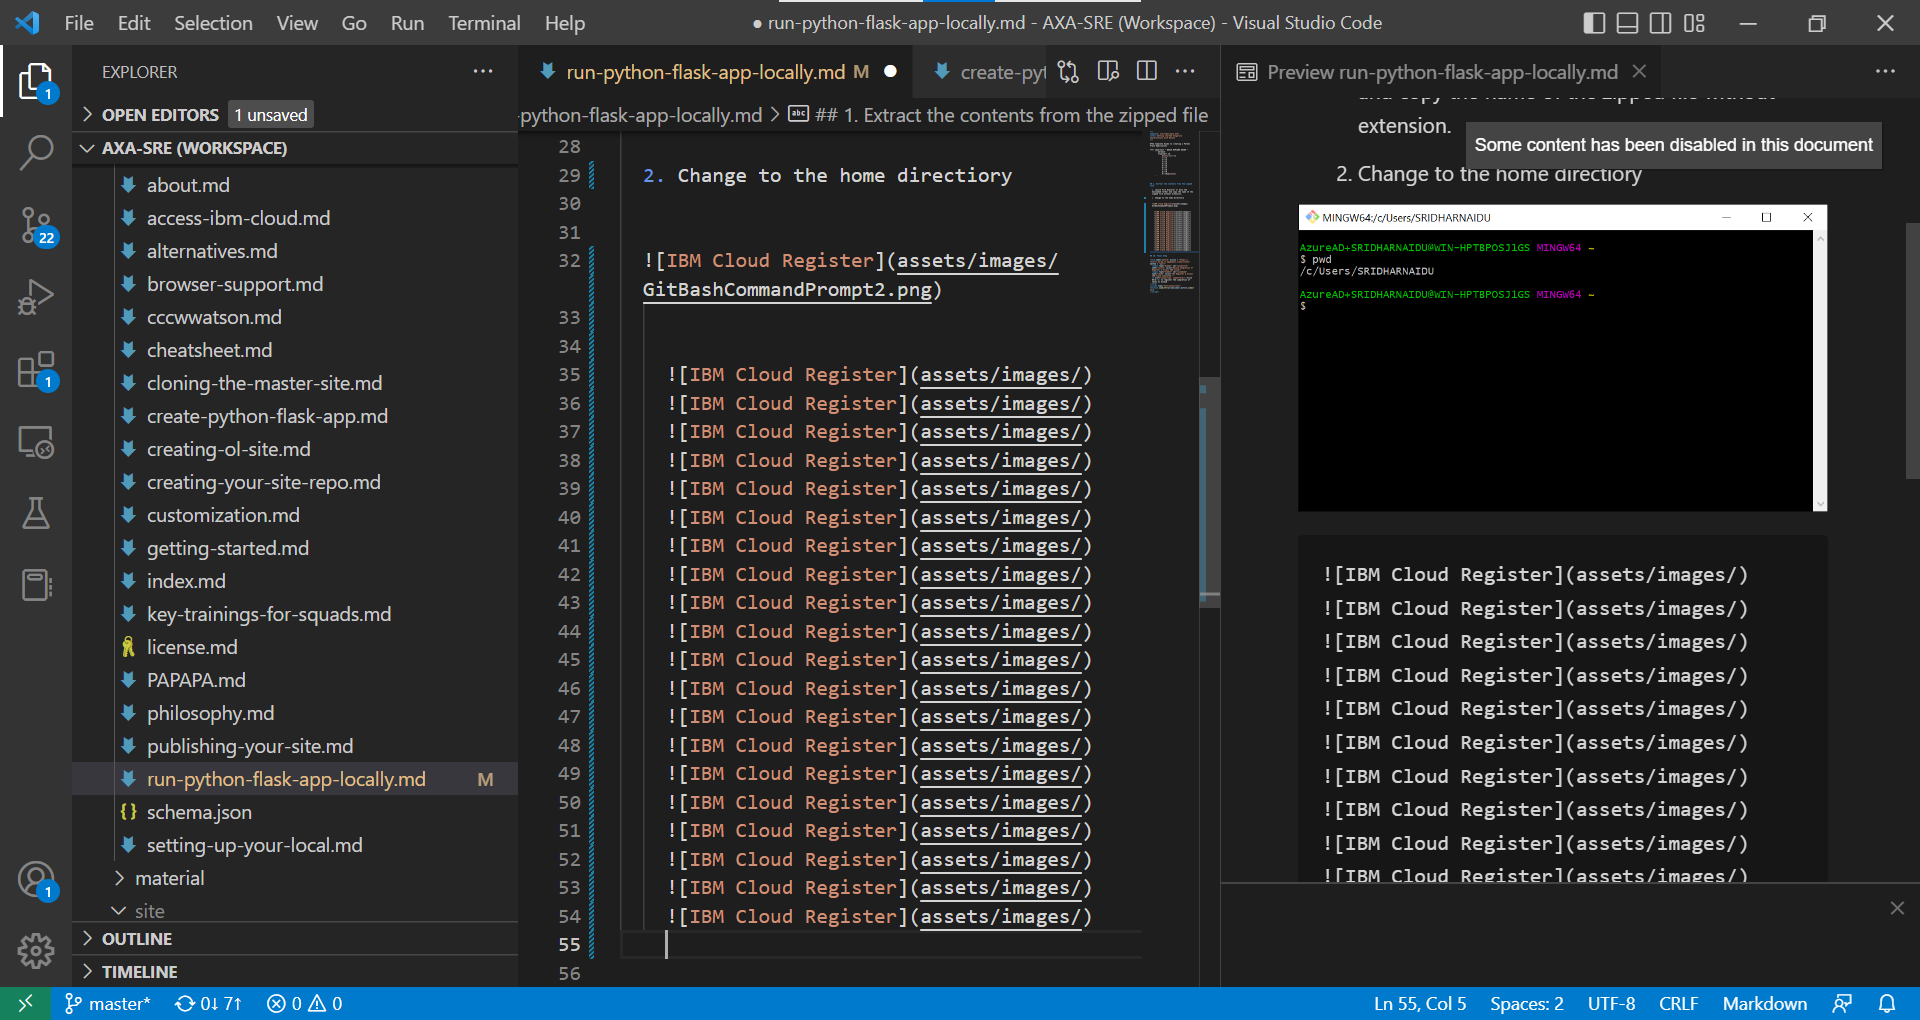 File Edit Selection View Go Run Terminal Help
● run-python-flask-app-locally.md - AXA-SRE (Workspace) - Visual Studio Code
EXPLORER
OPEN EDITORS 1 unsaved
AXA-SRE (WORKSPACE)
about.md
access-ibm-cloud.md
alternatives.md
browser-support.md
cccwwatson.md
cheatsheet.md
cloning-the-master-site.md
create-python-flask-app.md
creating-ol-site.md
creating-your-site-repo.md
customization.md
getting-started.md
index.md
key-trainings-for-squads.md
license.md
PAPAPA.md
philosophy.md
publishing-your-site.md
run-python-flask-app-locally.md M
schema.json
setting-up-your-local.md
material
site
OUTLINE
TIMELINE
1
22
1
1
run-python-flask-app-locally.md M
create-pyt
-python-flask-app-locally.md > ## 1. Extract the contents from the zipped file
28
29 2. Change to the home directiory
30
31
32 ![IBM Cloud Register](assets/images/
GitBashCommandPrompt2.png)
33
34
35 ![IBM Cloud Register](assets/images/)
36 ![IBM Cloud Register](assets/images/)
37 ![IBM Cloud Register](assets/images/)
38 ![IBM Cloud Register](assets/images/)
39 ![IBM Cloud Register](assets/images/)
40 ![IBM Cloud Register](assets/images/)
41 ![IBM Cloud Register](assets/images/)
42 ![IBM Cloud Register](assets/images/)
43 ![IBM Cloud Register](assets/images/)
44 ![IBM Cloud Register](assets/images/)
45 ![IBM Cloud Register](assets/images/)
46 ![IBM Cloud Register](assets/images/)
47 ![IBM Cloud Register](assets/images/)
48 ![IBM Cloud Register](assets/images/)
49 ![IBM Cloud Register](assets/images/)
50 ![IBM Cloud Register](assets/images/)
51 ![IBM Cloud Register](assets/images/)
52 ![IBM Cloud Register](assets/images/)
53 ![IBM Cloud Register](assets/images/)
54 ![IBM Cloud Register](assets/images/)
55
56
Preview run-python-flask-app-locally.md
and copy the name of the zipped file without
extension.
Some content has been disabled in this document
2. Change to the home directiory
MINGW64:/c/Users/SRIDHARNAIDU
AzureAD+SRIDHARNAIDU@WIN-HPTBPOSJ1GS MINGW64 ~
$ pwd
/c/Users/SRIDHARNAIDU
AzureAD+SRIDHARNAIDU@WIN-HPTBPOSJ1GS MINGW64 ~
$
![IBM Cloud Register](assets/images/)
![IBM Cloud Register](assets/images/)
![IBM Cloud Register](assets/images/)
![IBM Cloud Register](assets/images/)
![IBM Cloud Register](assets/images/)
![IBM Cloud Register](assets/images/)
![IBM Cloud Register](assets/images/)
![IBM Cloud Register](assets/images/)
![IBM Cloud Register](assets/images/)
![IBM Cloud Register](assets/images/)
master* 0↓ 7↑ 0 0
Ln 55, Col 5 Spaces: 2 UTF-8 CRLF Markdown